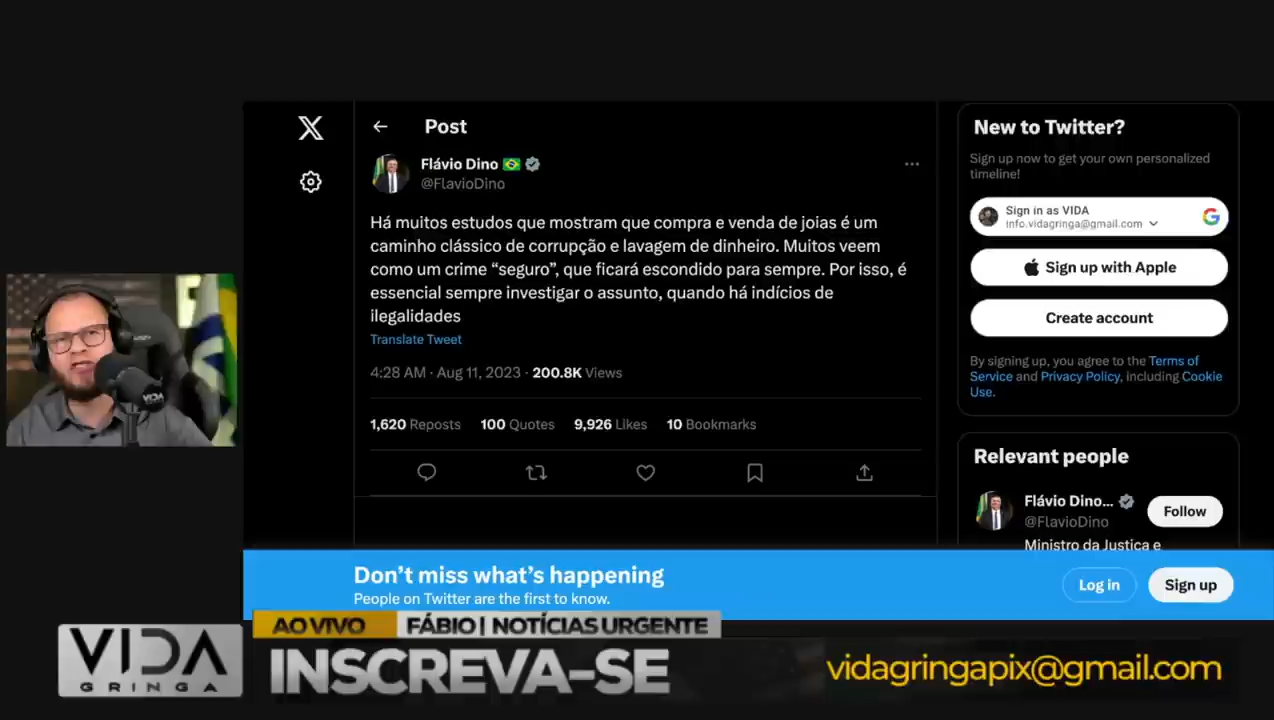 Post
Flávio Dino
@FlavioDino
Há muitos estudos que mostram que compra e venda de joias é um
caminho clássico de corrupção e lavagem de dinheiro. Muitos veem
como um crime “seguro”, que ficará escondido para sempre. Por isso, é
essencial sempre investigar o assunto, quando há indícios de
ilegalidades
Translate Tweet
4:28 AM · Aug 11, 2023 · 200.8K Views
1,620 Reposts 100 Quotes 9,926 Likes 10 Bookmarks
New to Twitter?
Sign up now to get your own personalized
timeline!
Sign in as VIDA
info.vidagringa@gmail.com
Sign up with Apple
Create account
By signing up, you agree to the Terms of
Service and Privacy Policy, including Cookie
Use.
Relevant people
Flávio Dino...
@FlavioDino
Follow
Ministro da Justiça e
Don’t miss what’s happening
People on Twitter are the first to know.
Log in
Sign up
AO VIVO FÁBIO | NOTÍCIAS URGENTE
VIDA
GRINGA
INSCREVA-SE
vidagringapix@gmail.com
VIDA